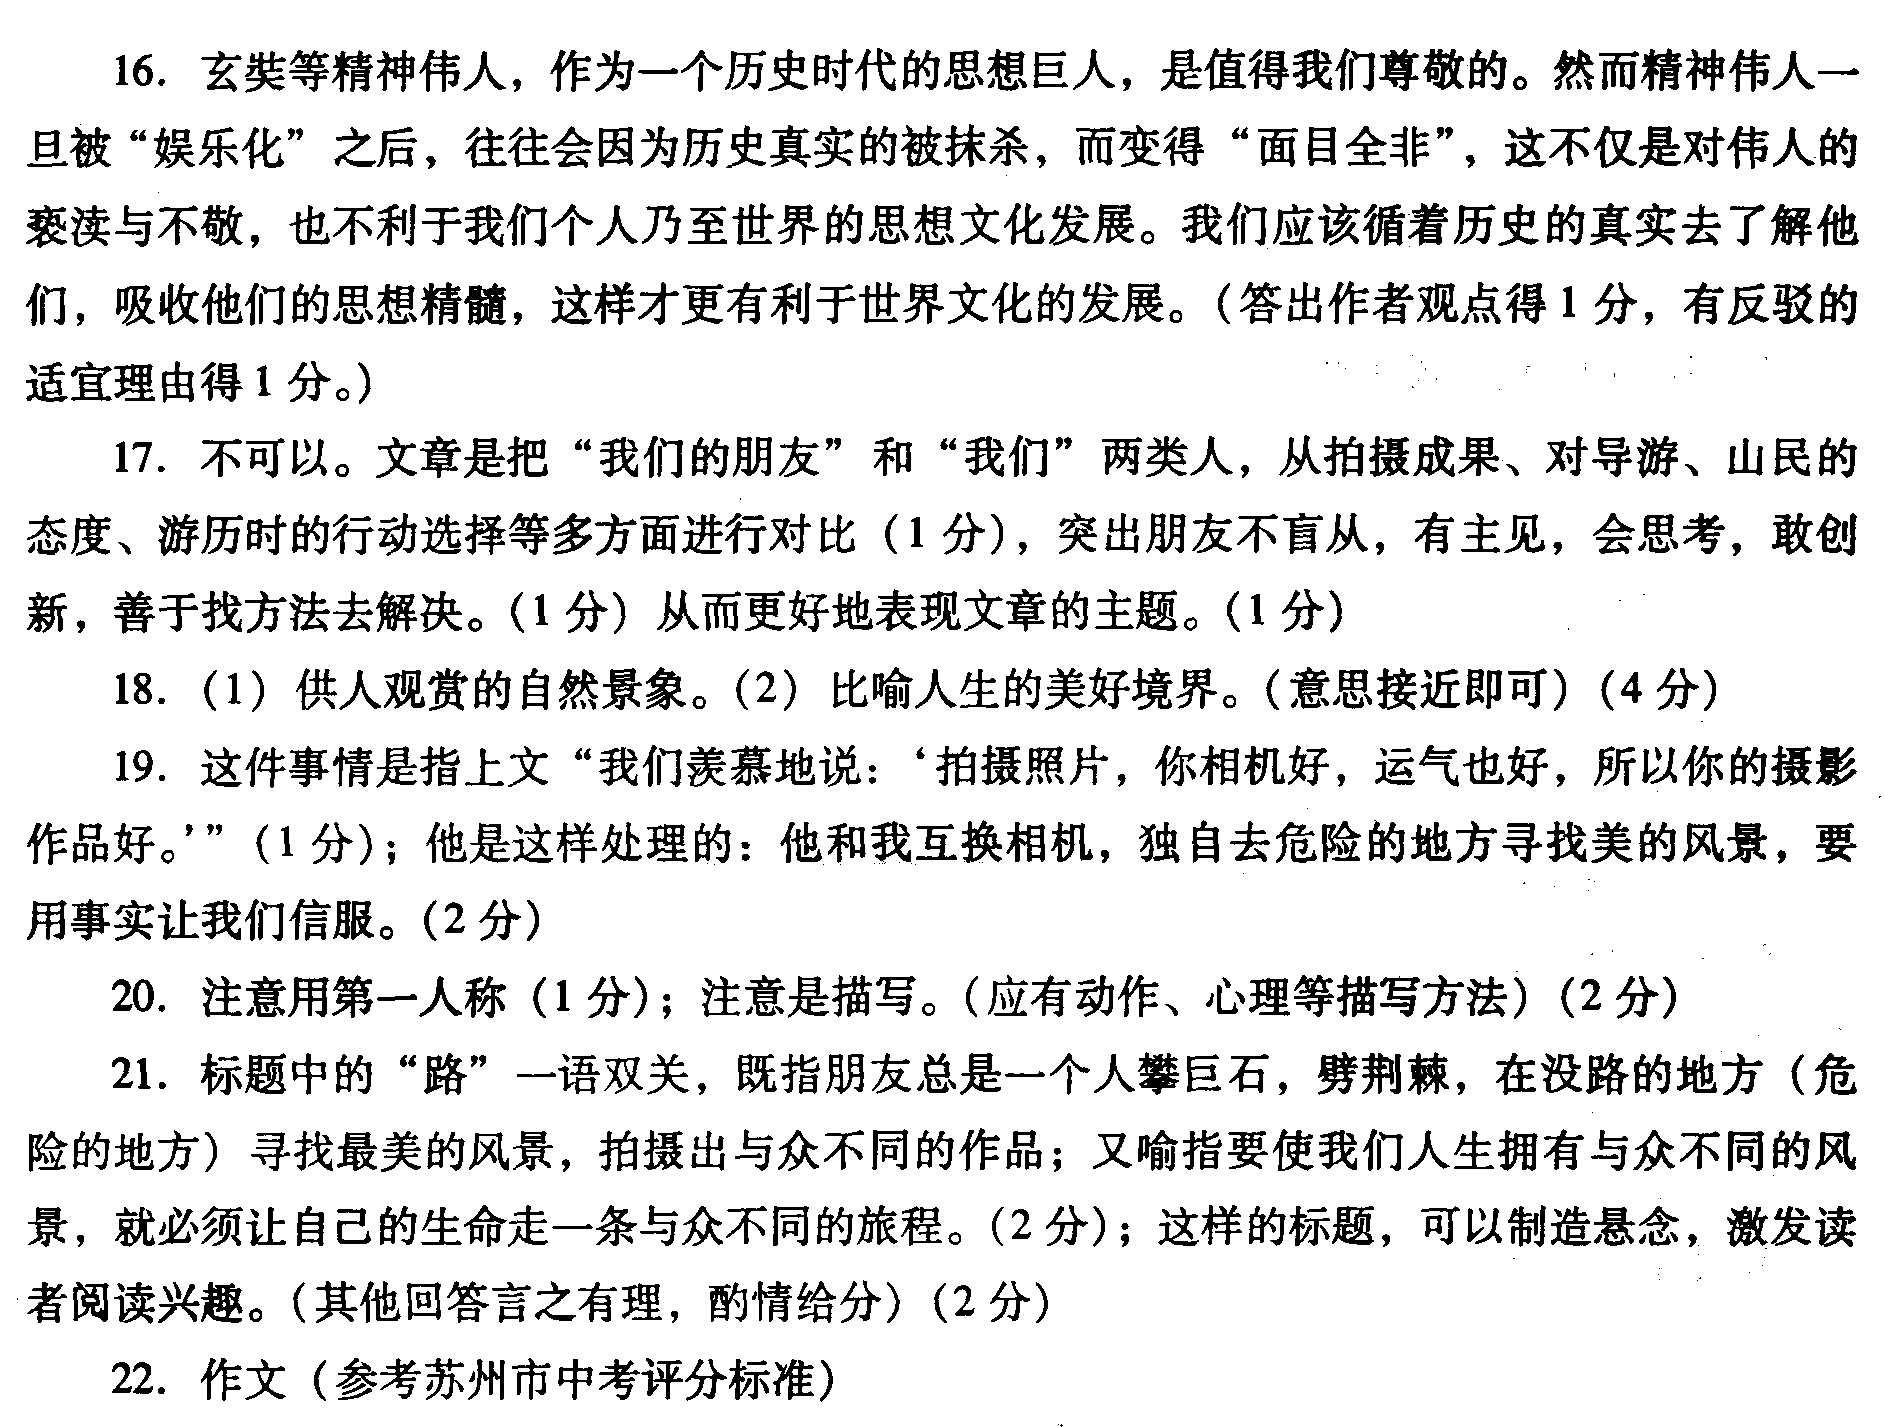 16. 玄奘等精神伟人，作为一个历史时代的思想巨人，是值得我们尊敬的。然而精神伟人一
旦被“娱乐化”之后，往往会因为历史真实的被抹杀，而变得“面目全非”，这不仅是对伟人的
亵渎与不敬，也不利于我们个人乃至世界的思想文化发展。我们应该循着历史的真实去了解他
们，吸收他们的思想精髓，这样才更有利于世界文化的发展。（答出作者观点得1分，有反驳的
适宜理由得1分。）
17. 不可以。文章是把“我们的朋友”和“我们”两类人，从拍摄成果、对导游、山民的
态度、游历时的行动选择等多方面进行对比（1分），突出朋友不盲从，有主见，会思考，敢创
新，善于找方法去解决。（1分）从而更好地表现文章的主题。（1分）
18.（1）供人观赏的自然景象。（2）比喻人生的美好境界。（意思接近即可）（4分）
19. 这件事情是指上文“我们羡慕地说：‘拍摄照片，你相机好，运气也好，所以你的摄影
作品好。’”（1分）；他是这样处理的：他和我互换相机，独自去危险的地方寻找美的风景，要
用事实让我们信服。（2分）
20. 注意用第一人称（1分）；注意是描写。（应有动作、心理等描写方法）（2分）
21. 标题中的“路”一语双关，既指朋友总是一个人攀巨石，劈荆棘，在没路的地方（危
险的地方）寻找最美的风景，拍摄出与众不同的作品；又喻指要使我们人生拥有与众不同的风
景，就必须让自己的生命走一条与众不同的旅程。（2分）；这样的标题，可以制造悬念，激发读
者阅读兴趣。（其他回答言之有理，酌情给分）（2分）
22. 作文（参考苏州市中考评分标准）